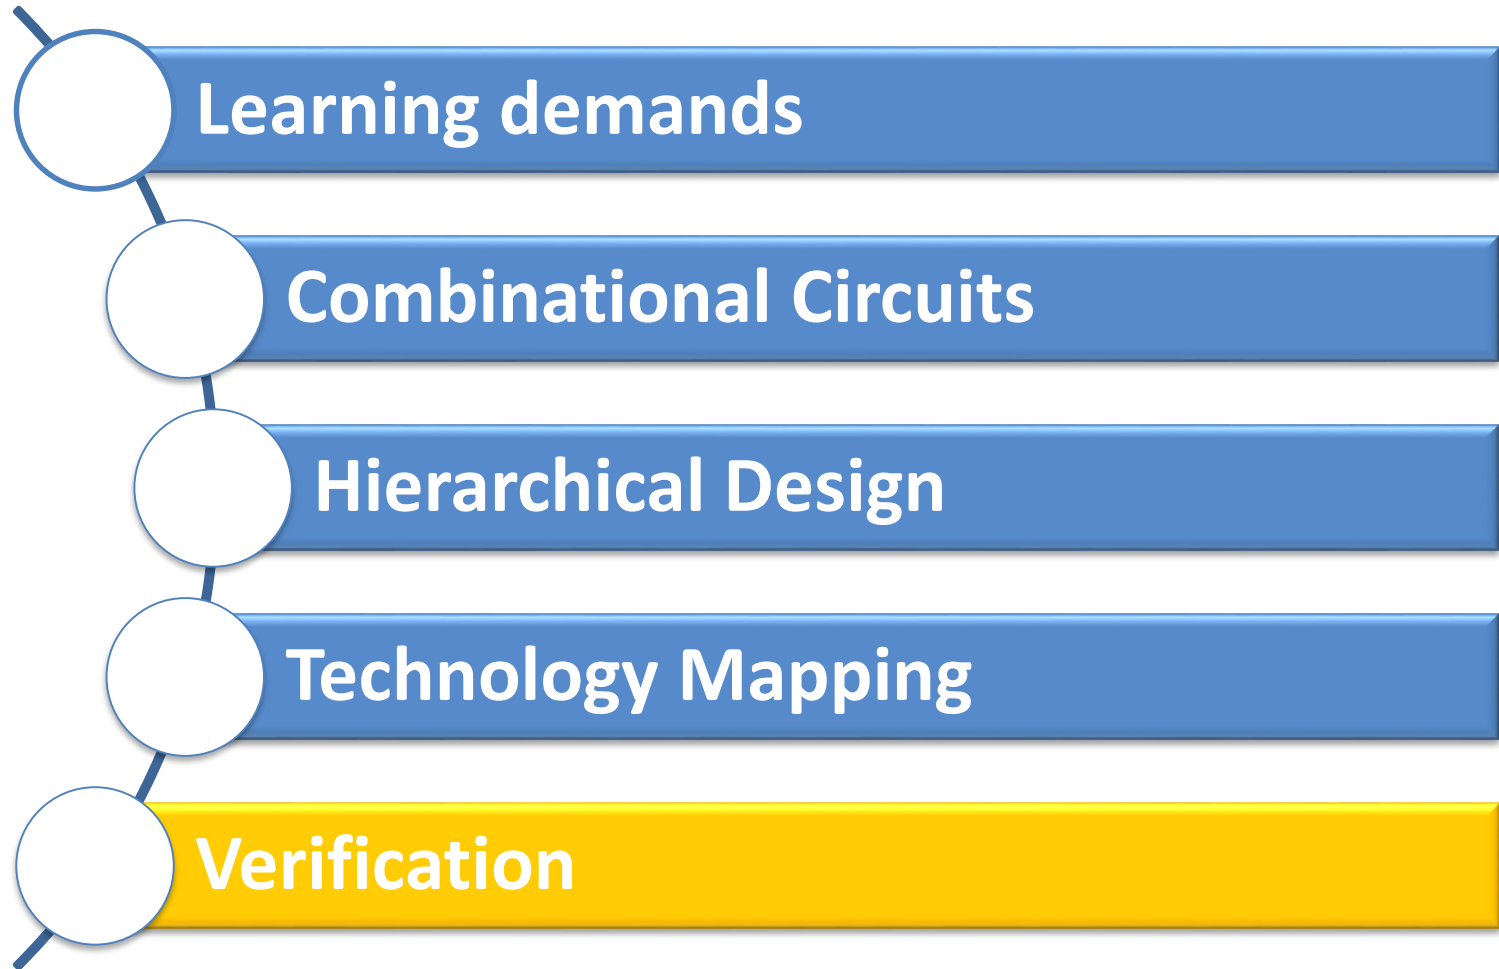 Learning demands
Combinational Circuits
Hierarchical Design
Technology Mapping
Verification